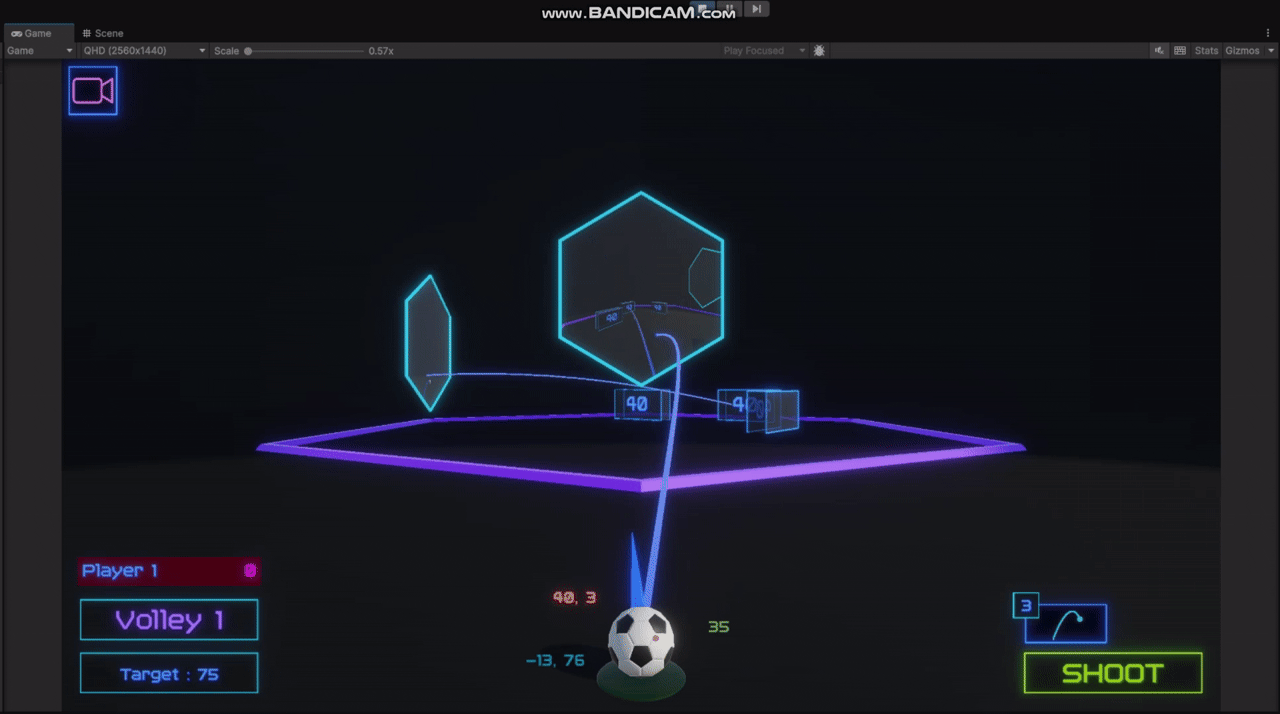 www.BANDICAM.com
Game Scene
Game QHD (2560x1440) Scale 0.57x Play Focused Stats Gizmos
40
40
40
40
Player 1 0
40, 3
3
Volley 1
35
-13, 76
Target : 75
SHOOT